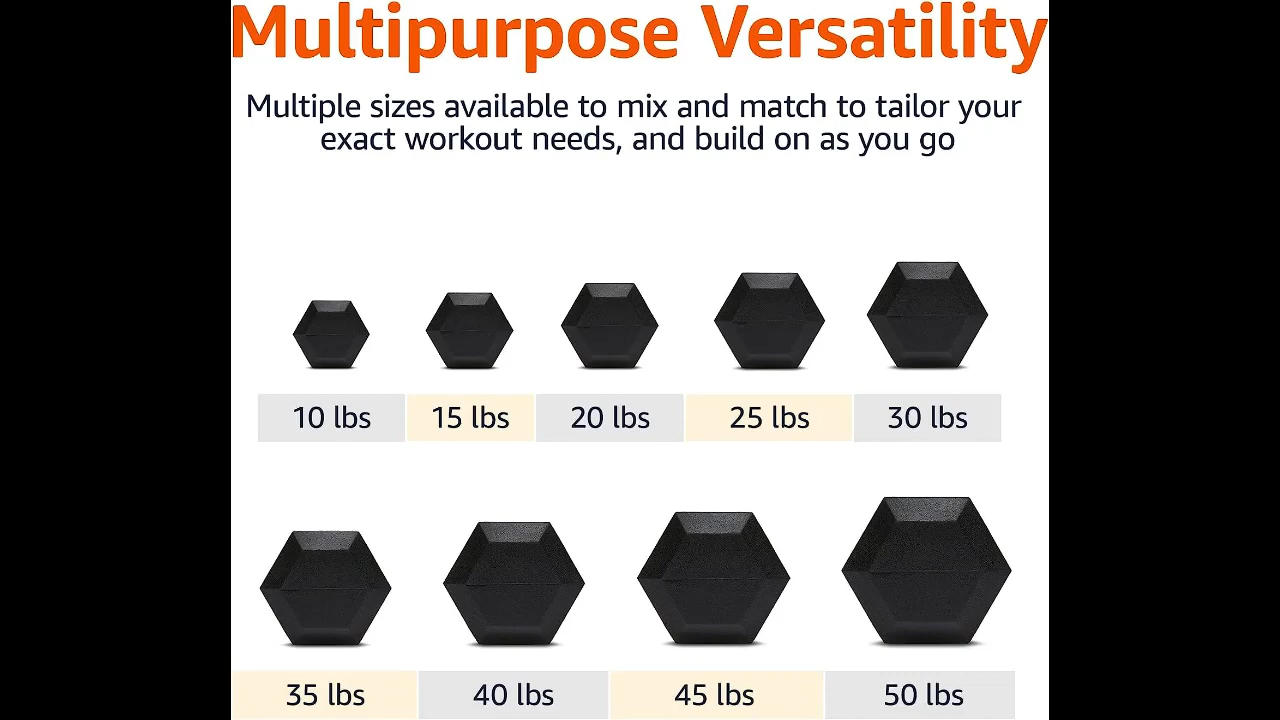 Multipurpose Versatility
Multiple sizes available to mix and match to tailor your
exact workout needs, and build on as you go
10 lbs 15 lbs 20 lbs 25 lbs 30 lbs
35 lbs 40 lbs 45 lbs 50 lbs